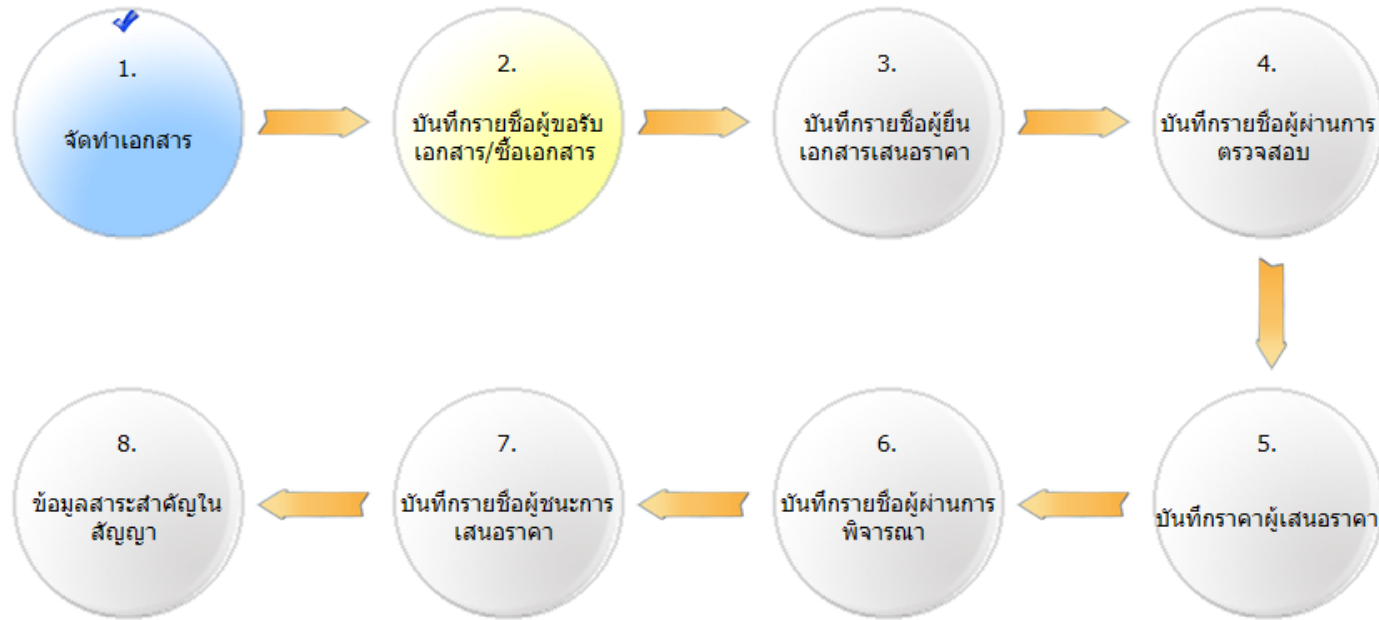 1.
จัดทำเอกสาร
2.
บันทึกรายชื่อผู้ขอรับ
เอกสาร/ซื้อเอกสาร
3.
บันทึกรายชื่อผู้ยื่น
เอกสารเสนอราคา
4.
บันทึกรายชื่อผู้ผ่านการ
ตรวจสอบ
5.
บันทึกราคาผู้เสนอราคา
6.
บันทึกรายชื่อผู้ผ่านการ
พิจารณา
7.
บันทึกรายชื่อผู้ชนะการ
เสนอราคา
8.
ข้อมูลสาระสำคัญใน
สัญญา